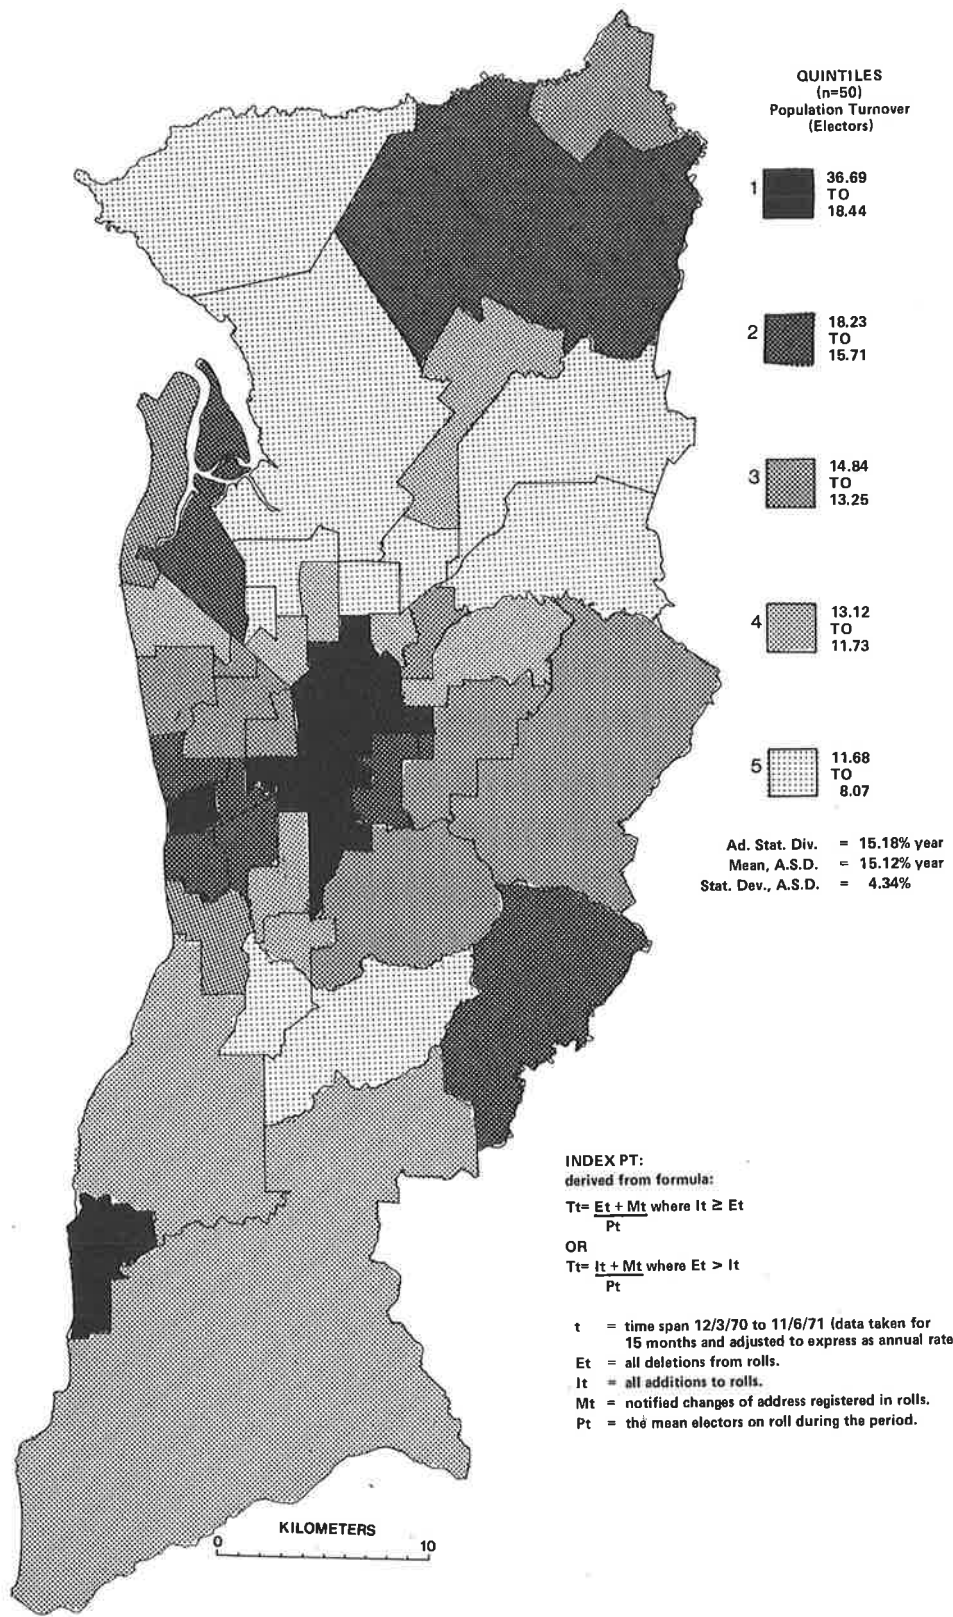 QUINTILES
(n=50)
Population Turnover
(Electors)
1
36.69
TO
18.44
2
18.23
TO
15.71
3
14.84
TO
13.25
4
13.12
TO
11.73
5
11.68
TO
8.07
Ad. Stat. Div. = 15.18% year
Mean, A.S.D. = 15.12% year
Stat. Dev., A.S.D. = 4.34%
INDEX PT:
derived from formula:
Tt= Et + Mt where It ≥ Et
Pt
OR
Tt= It + Mt where Et > It
Pt
t = time span 12/3/70 to 11/6/71 (data taken for
15 months and adjusted to express as annual rate
Et = all deletions from rolls.
It = all additions to rolls.
Mt = notified changes of address registered in rolls.
Pt = the mean electors on roll during the period.
KILOMETERS
0 10